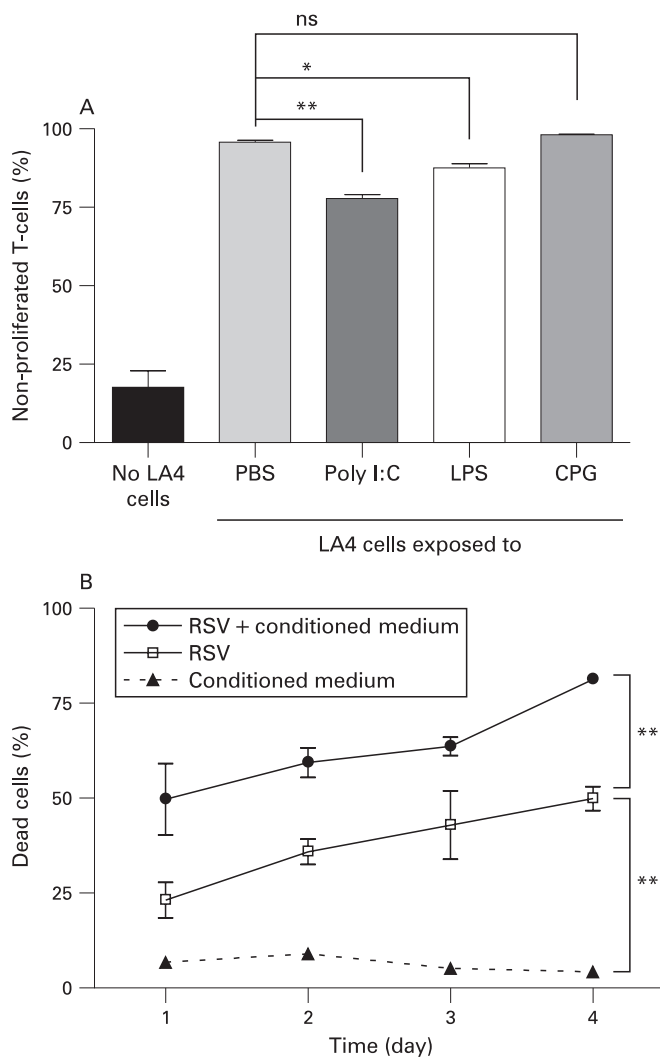 ns
*
**
A
100
75
50
25
0
Non-proliferated T-cells (%)
No LA4 cells
PBS
Poly I:C
LPS
CPG
LA4 cells exposed to
B
100
75
50
25
0
Dead cells (%)
RSV + conditioned medium
RSV
Conditioned medium
**
**
1 2 3 4
Time (day)